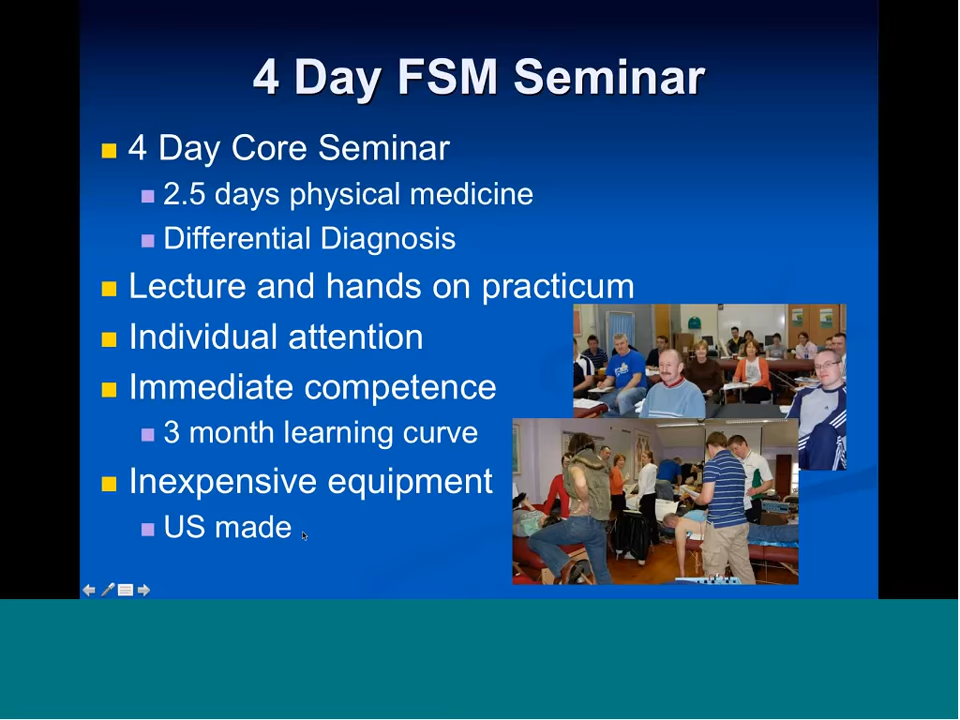 4 Day FSM Seminar
4 Day Core Seminar
2.5 days physical medicine
Differential Diagnosis
Lecture and hands on practicum
Individual attention
Immediate competence
3 month learning curve
Inexpensive equipment
US made